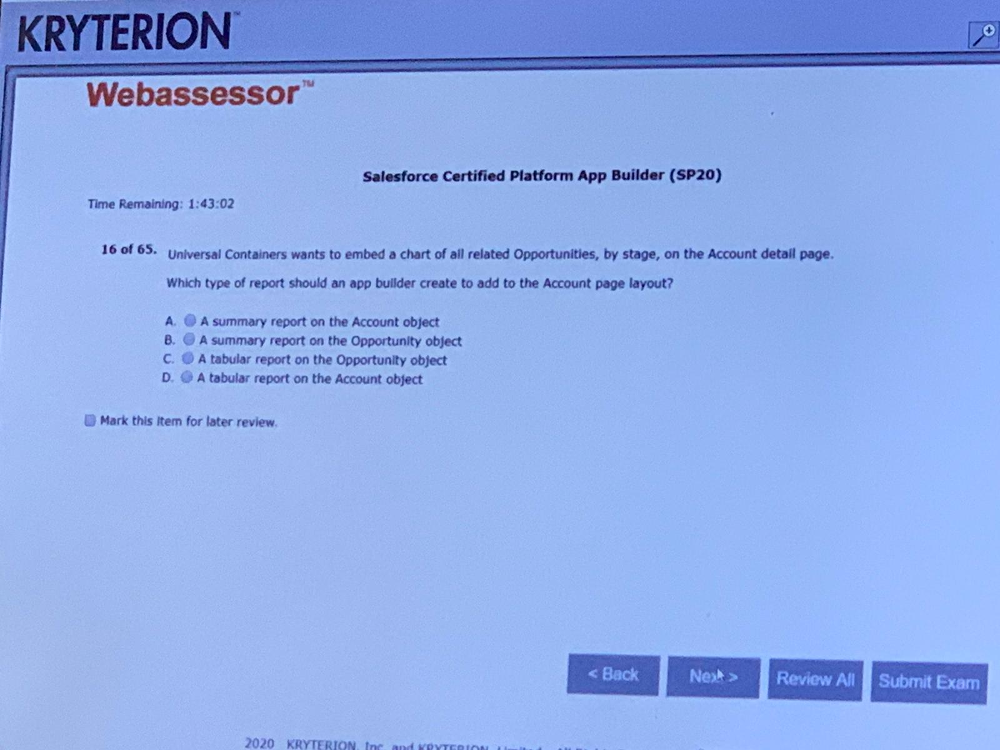 KRYTERION™
Webassessor™
Salesforce Certified Platform App Builder (SP20)
Time Remaining: 1:43:02
16 of 65. Universal Containers wants to embed a chart of all related Opportunities, by stage, on the Account detail page.
Which type of report should an app builder create to add to the Account page layout?
A. A summary report on the Account object
B. A summary report on the Opportunity object
C. A tabular report on the Opportunity object
D. A tabular report on the Account object
Mark this item for later review.
< Back
Next >
Review All
Submit Exam
2020 KRYTERION, Inc. and KRYTERION